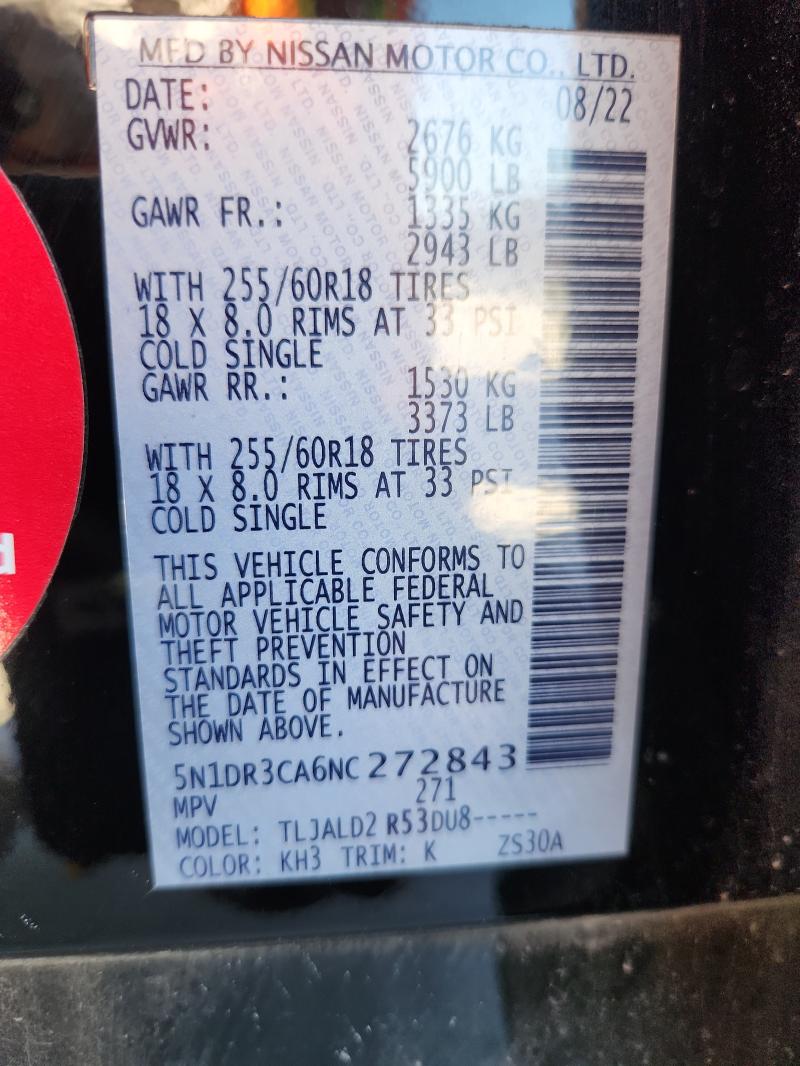 MFD BY NISSAN MOTOR CO., LTD.
DATE: 08/22
GVWR: 2676 KG
5900 LB
GAWR FR.: 1335 KG
2943 LB
WITH 255/60R18 TIRES
18 X 8.0 RIMS AT 33 PSI
COLD SINGLE
GAWR RR.: 1530 KG
3373 LB
WITH 255/60R18 TIRES
18 X 8.0 RIMS AT 33 PSI
COLD SINGLE
THIS VEHICLE CONFORMS TO
ALL APPLICABLE FEDERAL
MOTOR VEHICLE SAFETY AND
THEFT PREVENTION
STANDARDS IN EFFECT ON
THE DATE OF MANUFACTURE
SHOWN ABOVE.
5N1DR3CA6NC272843
MPV 271
MODEL: TLJALD2 R53DU8-----
COLOR: KH3 TRIM: K ZS30A